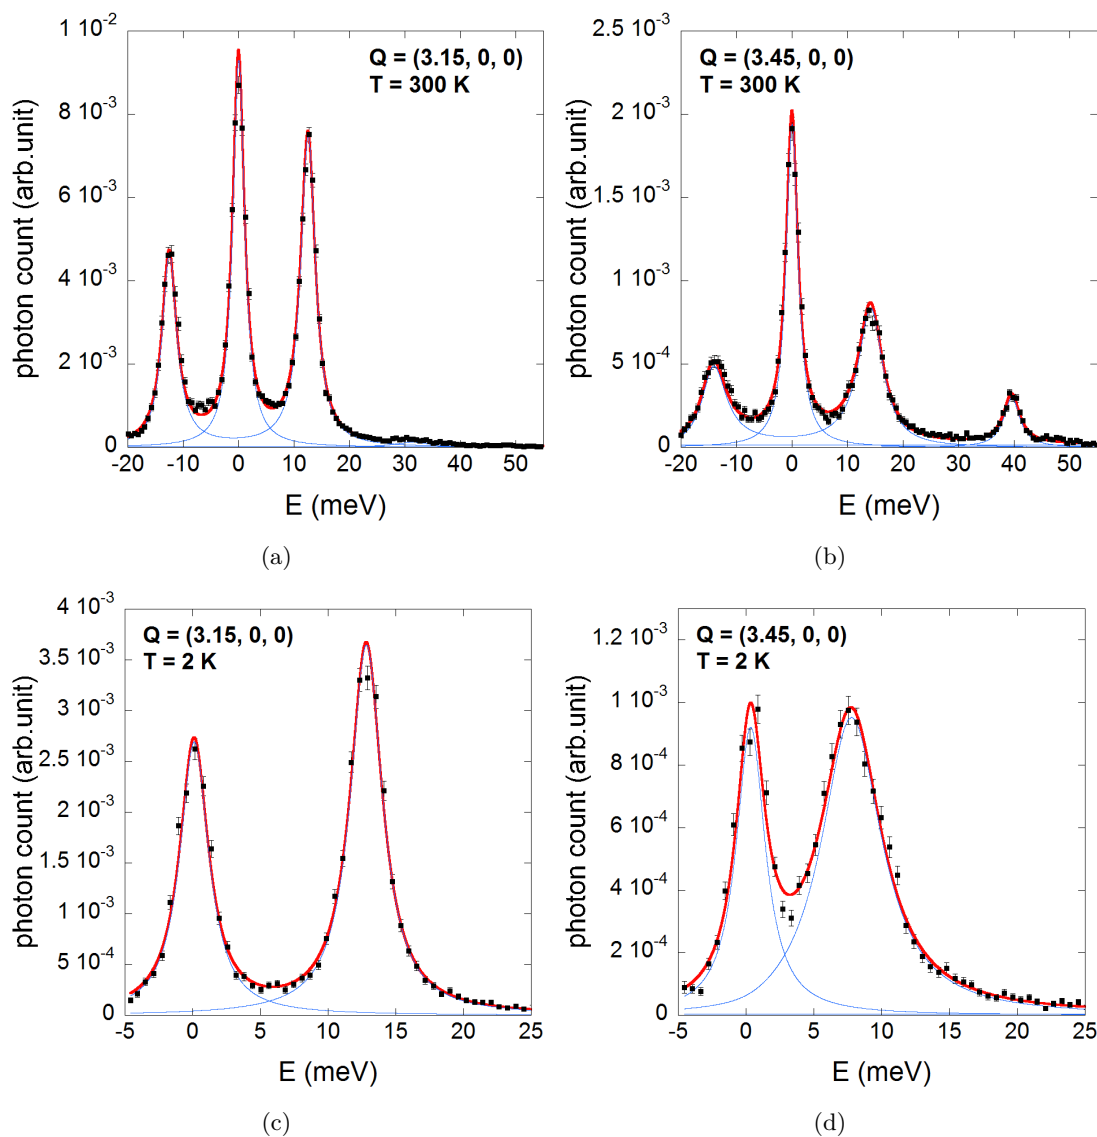 1 10⁻²
8 10⁻³
6 10⁻³
4 10⁻³
2 10⁻³
0
photon count (arb.unit)
Q = (3.15, 0, 0)
T = 300 K
-20 -10 0 10 20 30 40 50
E (meV)
(a)
2.5 10⁻³
2 10⁻³
1.5 10⁻³
1 10⁻³
5 10⁻⁴
0
photon count (arb.unit)
Q = (3.45, 0, 0)
T = 300 K
-20 -10 0 10 20 30 40 50
E (meV)
(b)
4 10⁻³
3.5 10⁻³
3 10⁻³
2.5 10⁻³
2 10⁻³
1.5 10⁻³
1 10⁻³
5 10⁻⁴
0
photon count (arb.unit)
Q = (3.15, 0, 0)
T = 2 K
-5 0 5 10 15 20 25
E (meV)
(c)
1.2 10⁻³
1 10⁻³
8 10⁻⁴
6 10⁻⁴
4 10⁻⁴
2 10⁻⁴
0
photon count (arb.unit)
Q = (3.45, 0, 0)
T = 2 K
-5 0 5 10 15 20 25
E (meV)
(d)